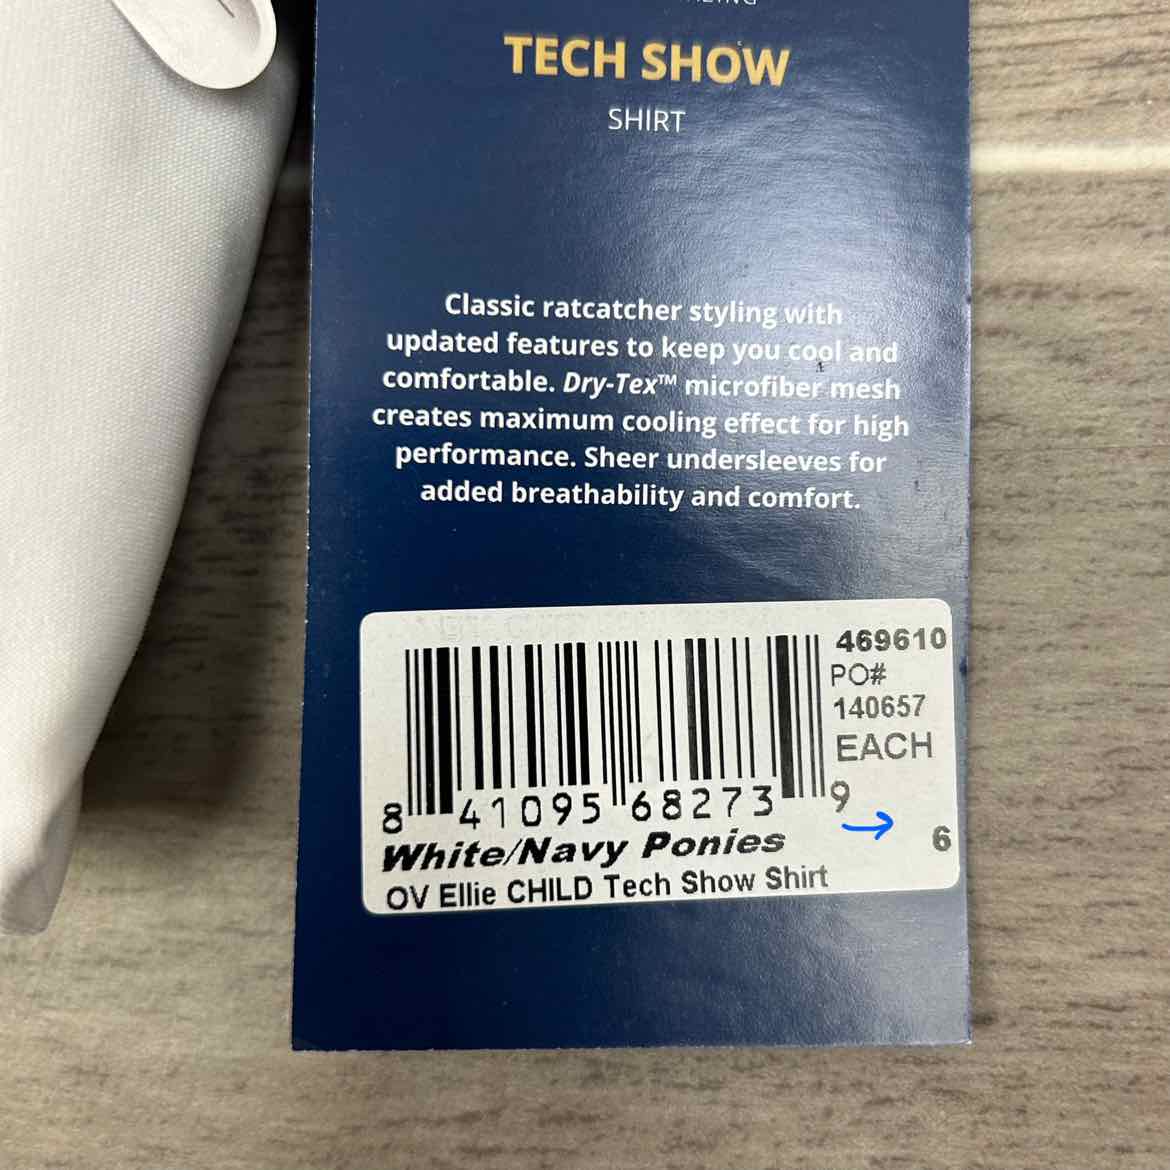 TECH SHOW
SHIRT
Classic ratcatcher styling with
updated features to keep you cool and
comfortable. Dry-Tex™ microfiber mesh
creates maximum cooling effect for high
performance. Sheer undersleeves for
added breathability and comfort.
469610
PO#
140657
EACH
8 41095 68273 9
6
White/Navy Ponies
OV Ellie CHILD Tech Show Shirt